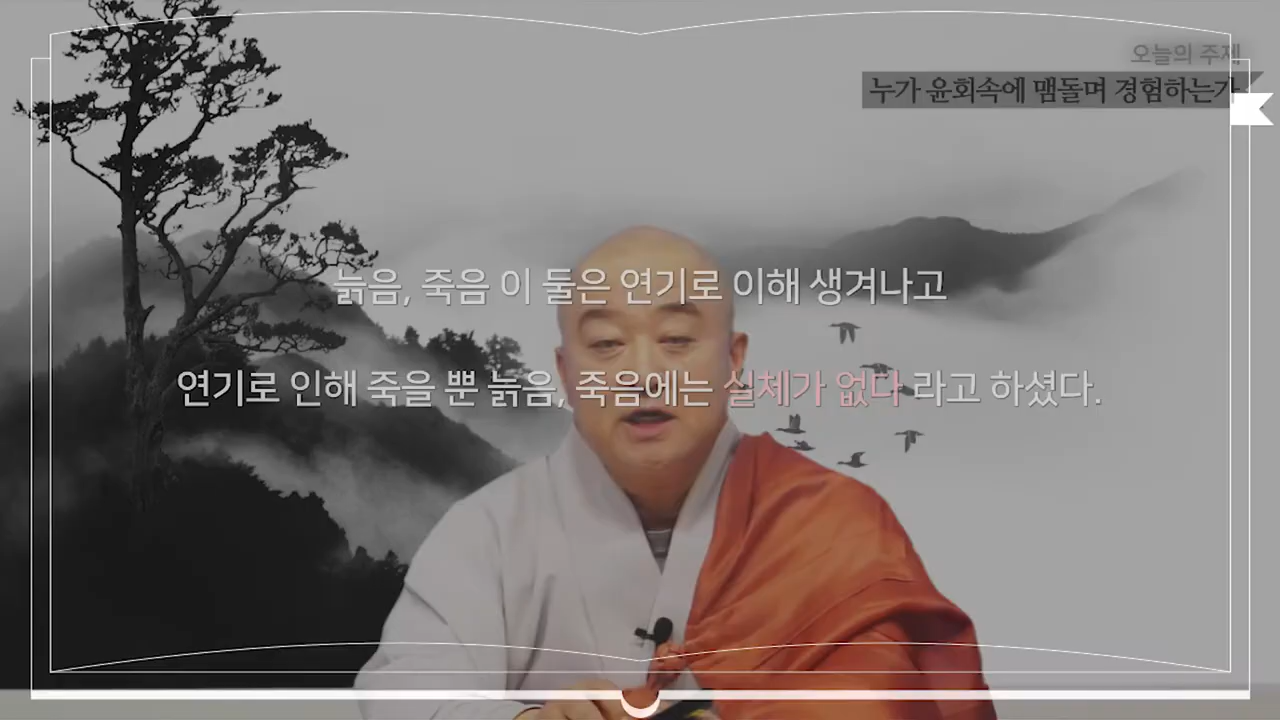 오늘의 주제
누가 윤회속에 맴돌며 경험하는가
늙음, 죽음 이 둘은 연기로 이해 생겨나고
연기로 인해 죽을 뿐 늙음, 죽음에는 실체가 없다 라고 하셨다.